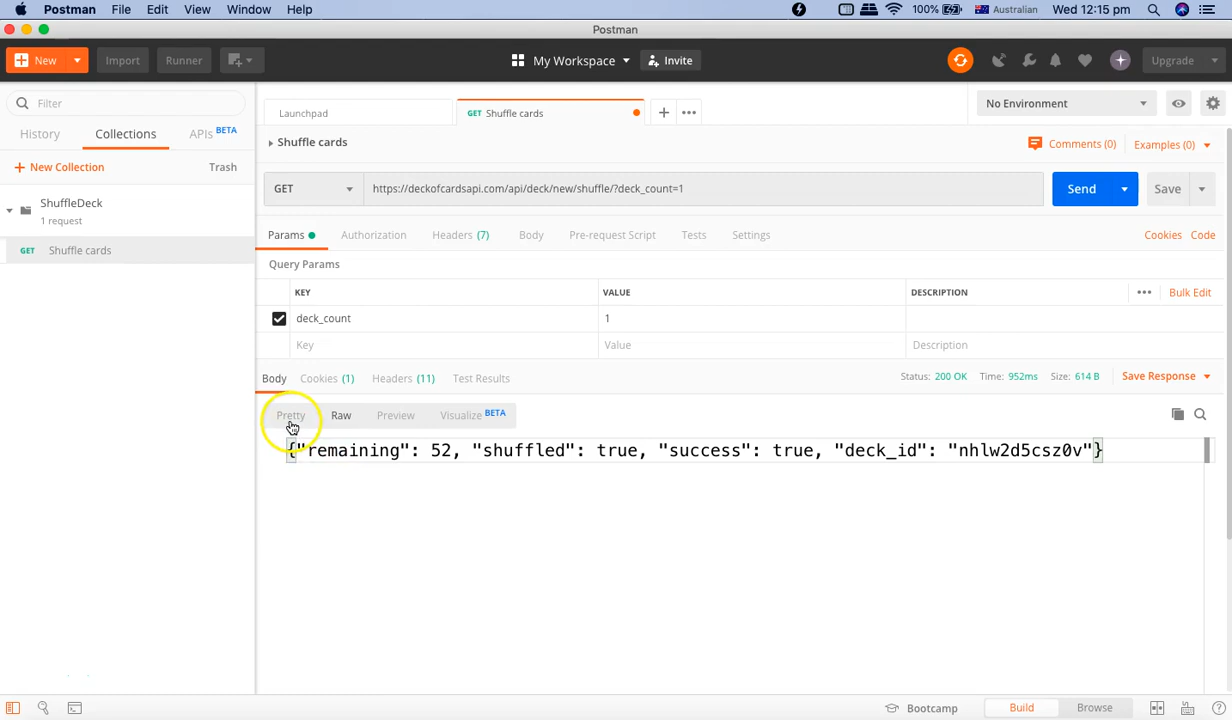 Postman File Edit View Window Help 100% Australian Wed 12:15 pm
Postman
New Import Runner My Workspace Invite Upgrade
Filter
Launchpad GET Shuffle cards No Environment
History Collections APIs BETA
Shuffle cards Comments (0) Examples (0)
New Collection Trash
GET https://deckofcardsapi.com/api/deck/new/shuffle/?deck_count=1 Send Save
ShuffleDeck
1 request
Params Authorization Headers (7) Body Pre-request Script Tests Settings Cookies Code
GET Shuffle cards
Query Params
KEY VALUE DESCRIPTION Bulk Edit
deck_count 1
Key Value Description
Body Cookies (1) Headers (11) Test Results Status: 200 OK Time: 952ms Size: 614 B Save Response
Pretty Raw Preview Visualize BETA
{"remaining": 52, "shuffled": true, "success": true, "deck_id": "nhlw2d5csz0v"}
Bootcamp Build Browse